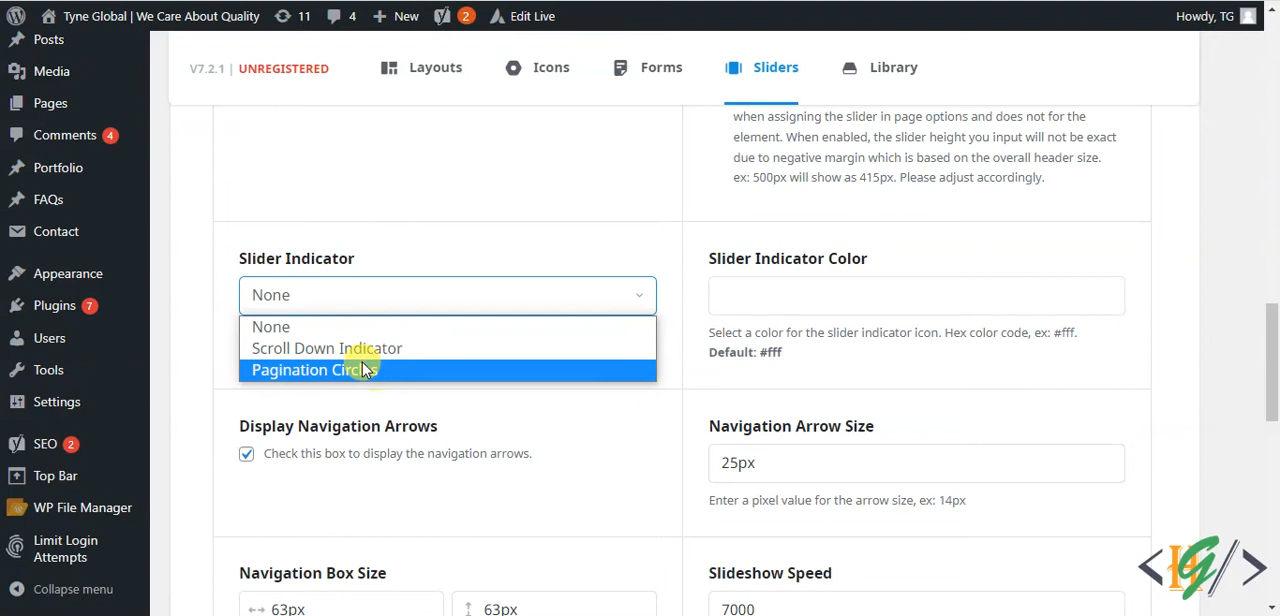 Tyne Global | We Care About Quality 11 4 New 2 Edit Live Howdy, TG
Posts
Media
Pages
Comments 4
Portfolio
FAQs
Contact
Appearance
Plugins 7
Users
Tools
Settings
SEO 2
Top Bar
WP File Manager
Limit Login
Attempts
Collapse menu
V7.2.1 | UNREGISTERED Layouts Icons Forms Sliders Library
when assigning the slider in page options and does not for the
element. When enabled, the slider height you input will not be exact
due to negative margin which is based on the overall header size.
ex: 500px will show as 415px. Please adjust accordingly.
Slider Indicator
None
None
Scroll Down Indicator
Pagination Circles
Slider Indicator Color
Select a color for the slider indicator icon. Hex color code, ex: #fff.
Default: #fff
Display Navigation Arrows
Check this box to display the navigation arrows.
Navigation Arrow Size
25px
Enter a pixel value for the arrow size, ex: 14px
Navigation Box Size
63px 63px
Slideshow Speed
7000
HG